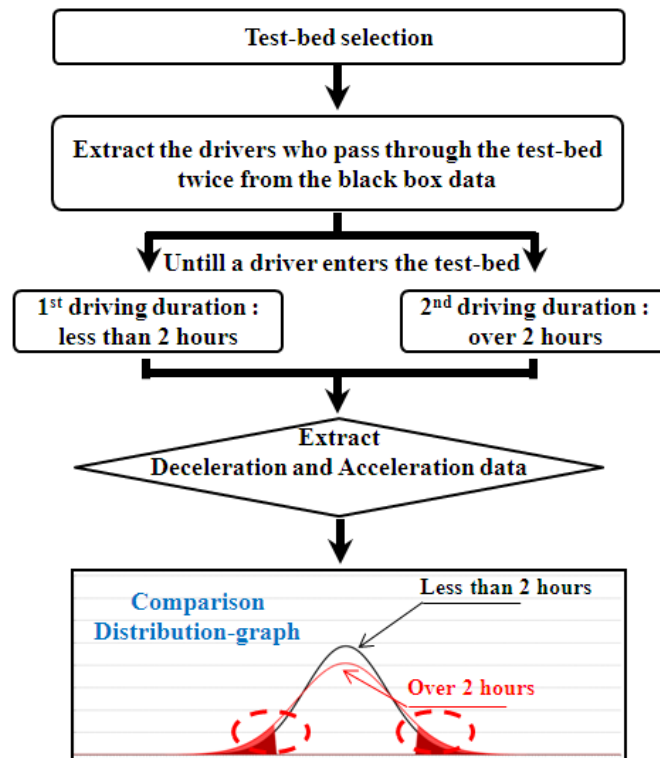 Test-bed selection
Extract the drivers who pass through the test-bed
twice from the black box data
Untill a driver enters the test-bed
1st driving duration :
less than 2 hours
2nd driving duration :
over 2 hours
Extract
Deceleration and Acceleration data
Comparison
Distribution-graph
Less than 2 hours
Over 2 hours